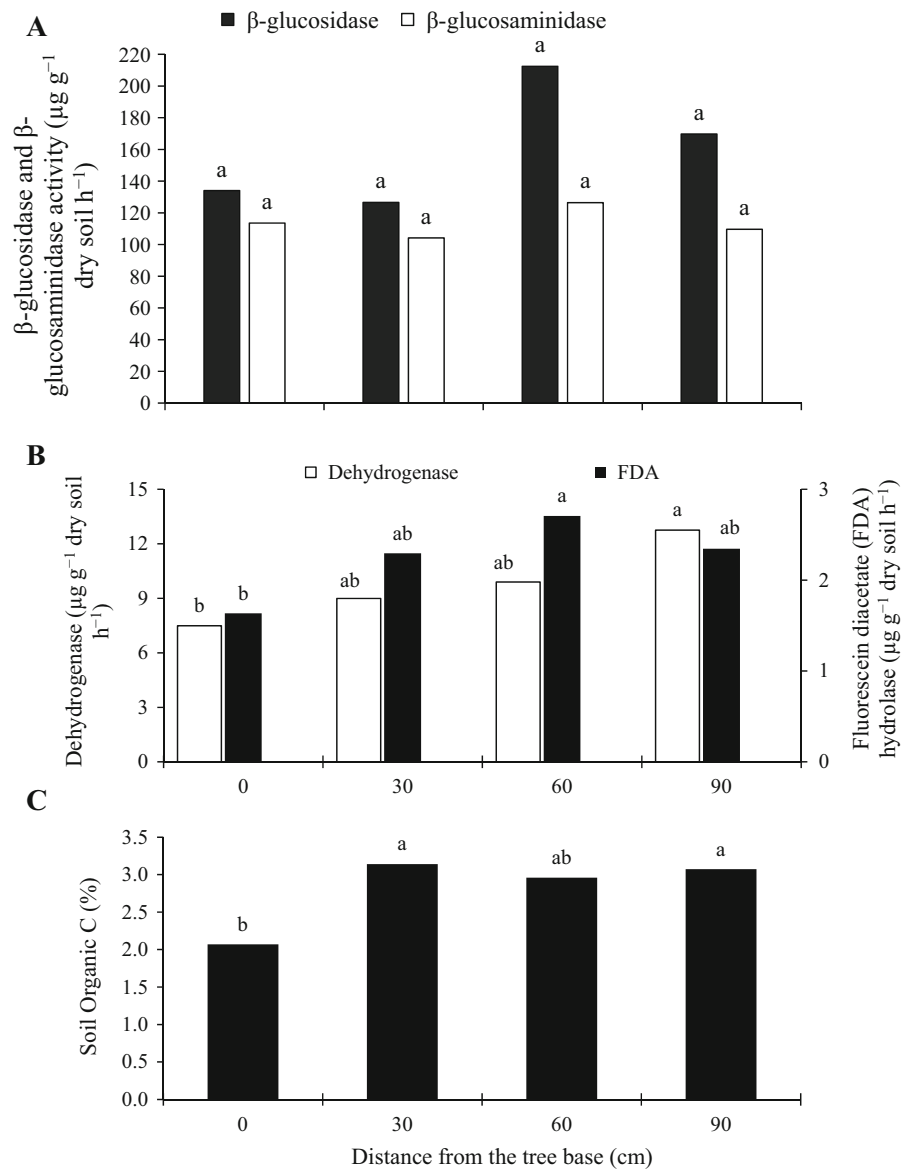 A
β-glucosidase β-glucosaminidase
β-glucosidase and β-
glucosaminidase activity (µg g⁻¹
dry soil h⁻¹)
220
200
180
160
140
120
100
80
60
40
20
0
a a a a a a a a
B
Dehydrogenase FDA
Dehydrogenase (µg g⁻¹ dry soil
h⁻¹)
15
12
9
6
3
0
b b ab ab ab a a ab
3
2
1
0
Fluorescein diacetate (FDA)
hydrolase (µg g⁻¹ dry soil h⁻¹)
0 30 60 90
C
Soil Organic C (%)
3.5
3.0
2.5
2.0
1.5
1.0
0.5
0.0
b a ab a
0 30 60 90
Distance from the tree base (cm)